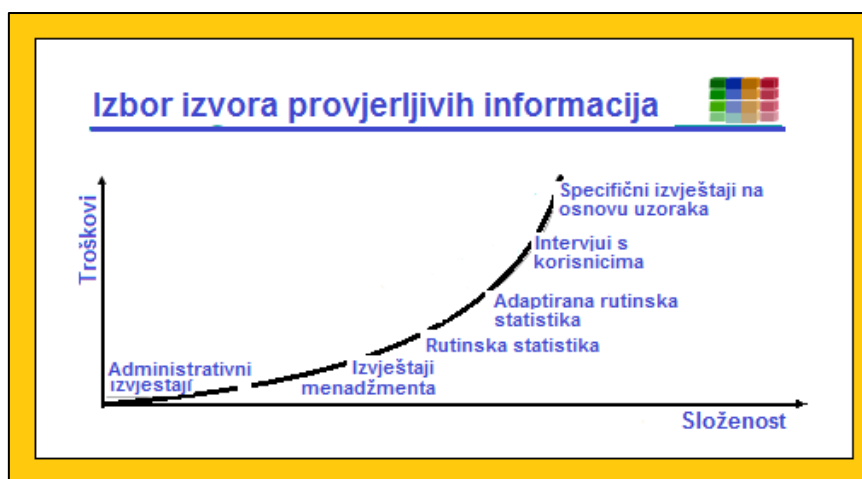 Izbor izvora provjerljivih informacija
Troškovi
Specifični izvještaji na
osnovu uzoraka
Intervjui s
korisnicima
Adaptirana rutinska
statistika
Rutinska statistika
Izvještaji
menadžmenta
Administrativni
izvjestaji
Složenost